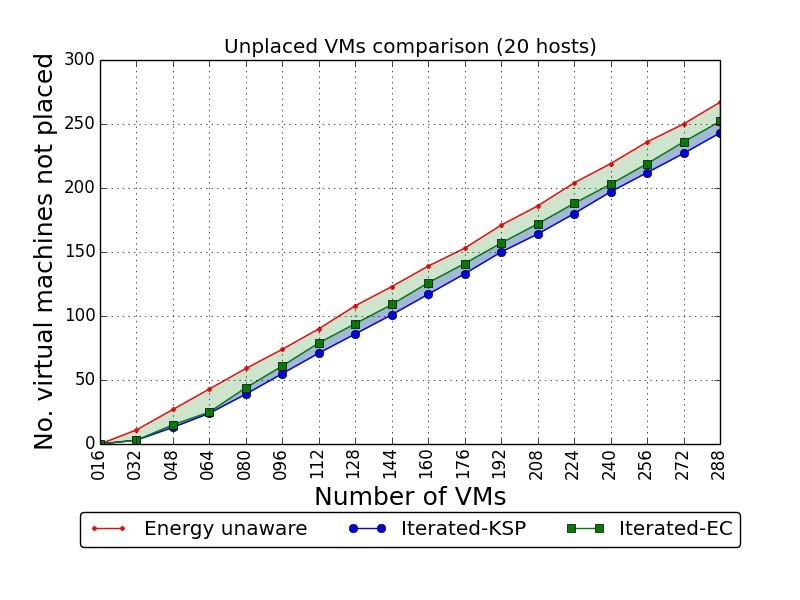 Unplaced VMs comparison (20 hosts)
No. virtual machines not placed
300
250
200
150
100
50
0
016 032 048 064 080 096 112 128 144 160 176 192 208 224 240 256 272 288
Number of VMs
Energy unaware Iterated-KSP Iterated-EC